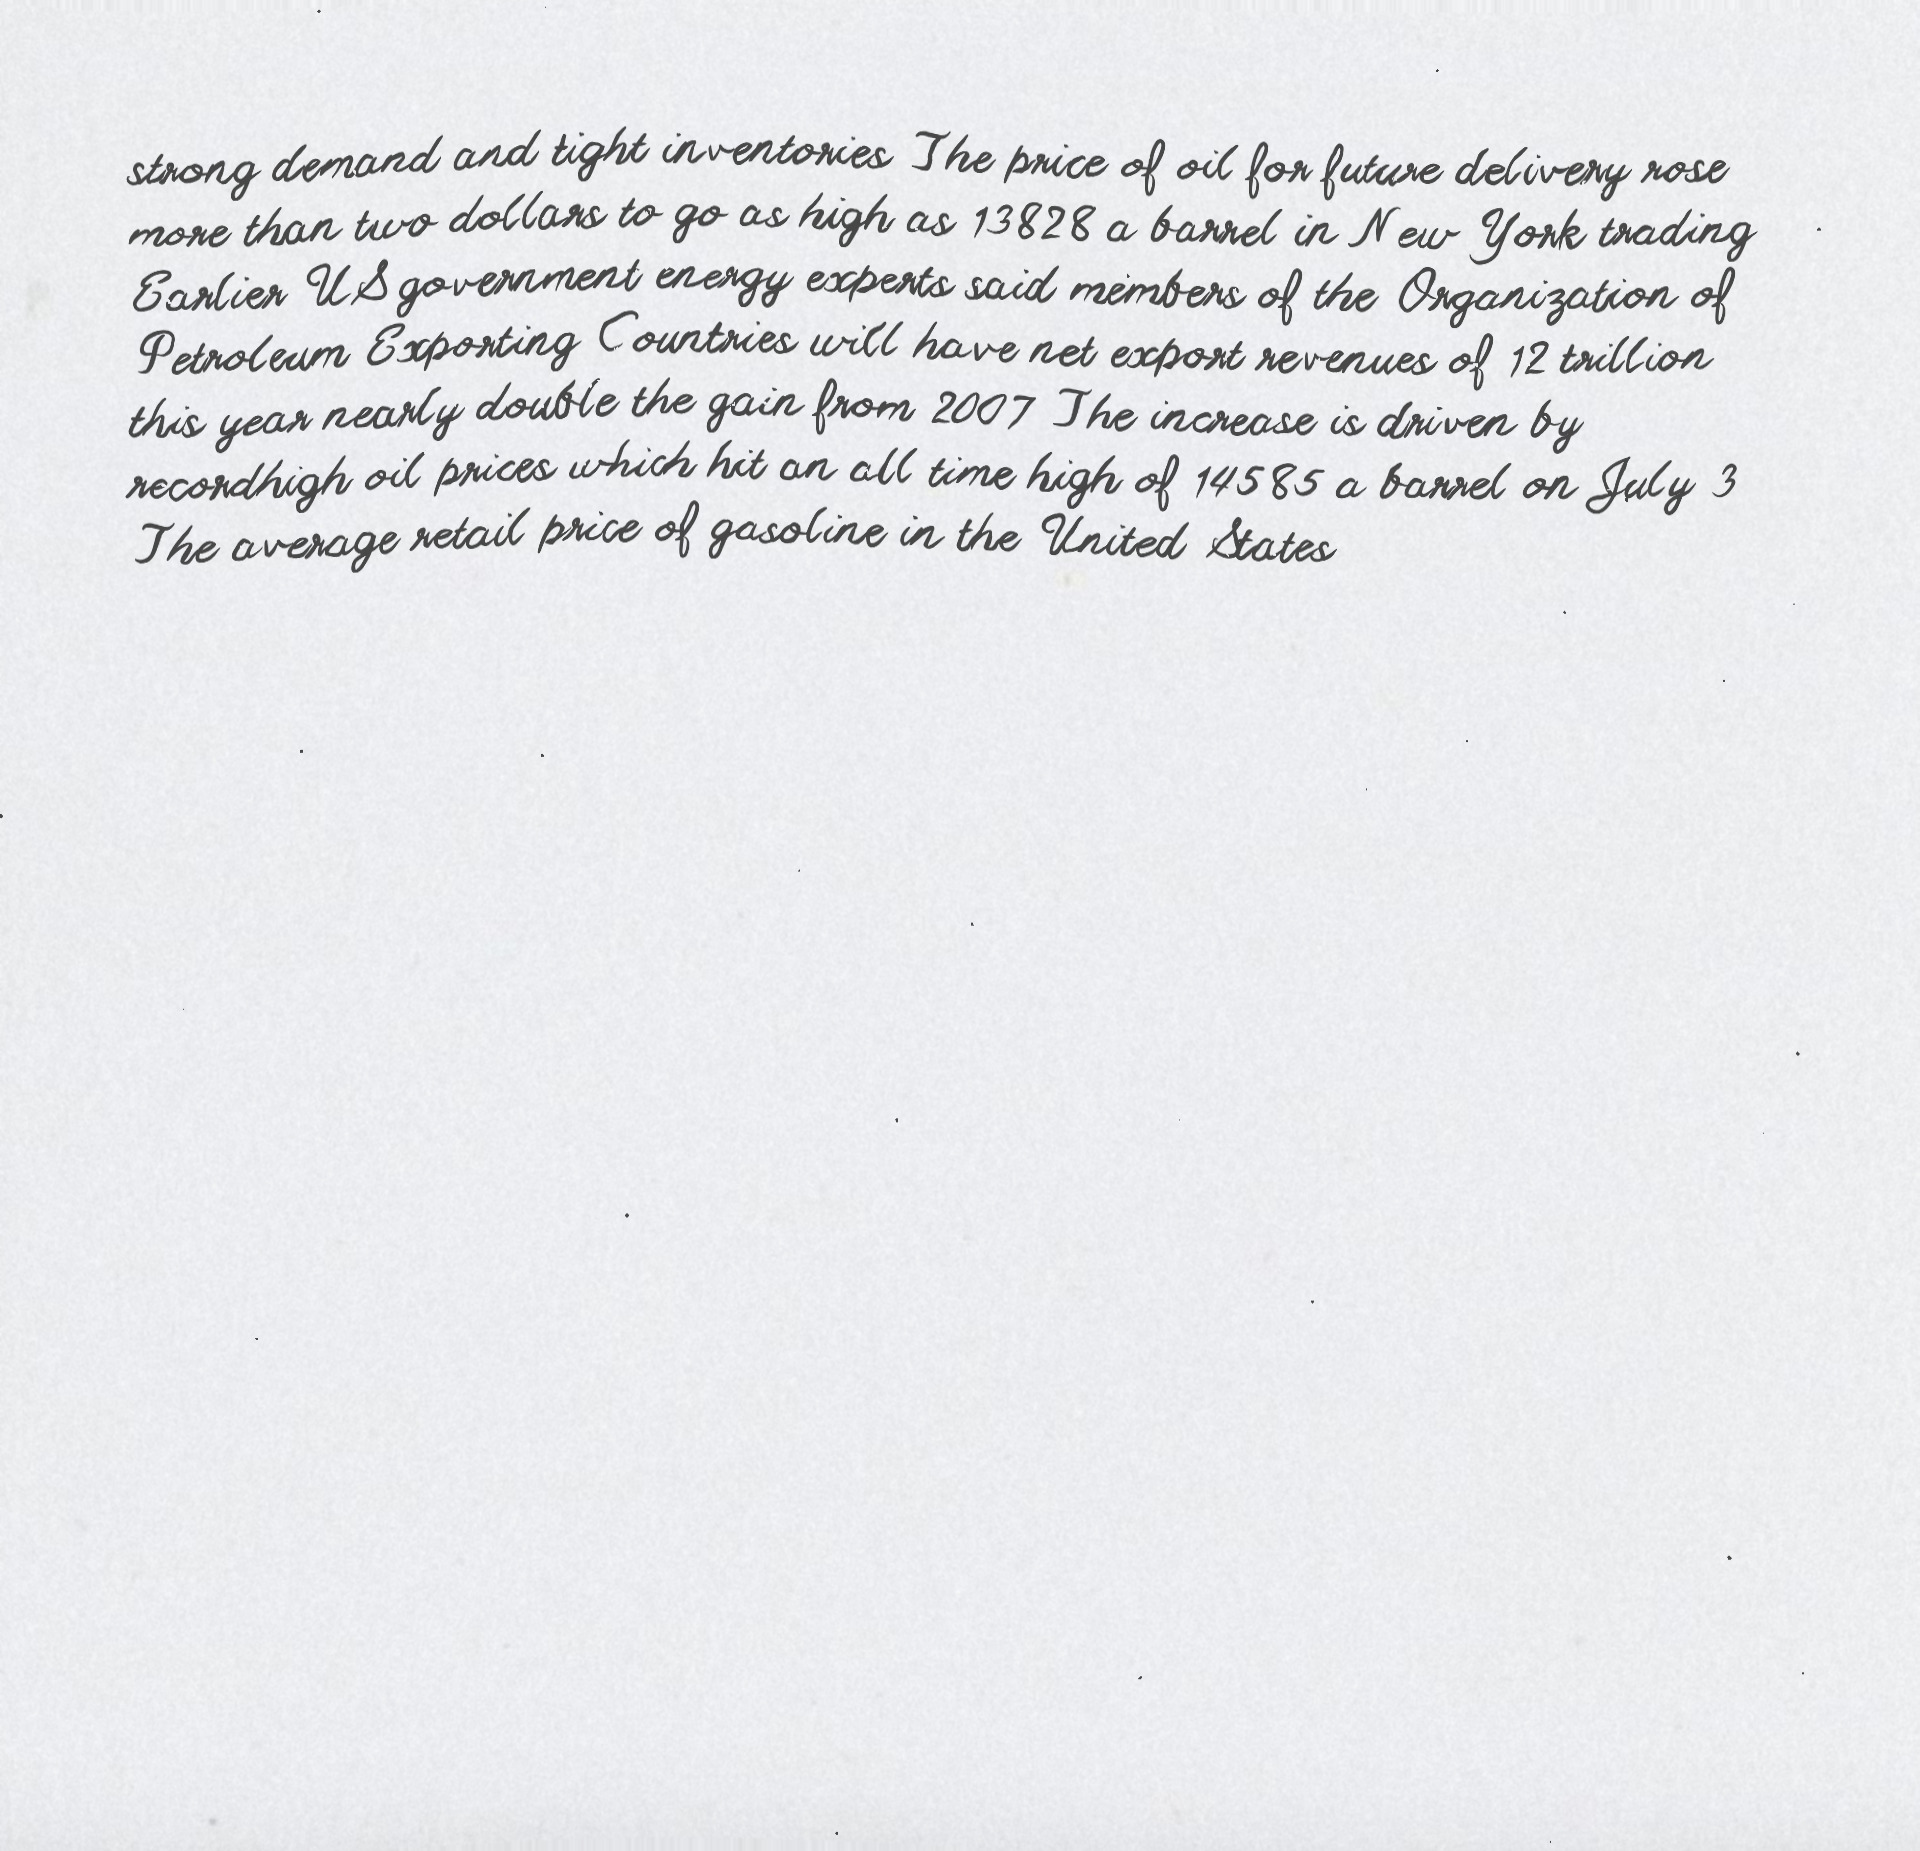 strong demand and tight inventories The price of oil for future delivery rose
more than two dollars to go as high as 13828 a barrel in New York trading
Earlier US government energy experts said members of the Organization of
Petroleum Exporting Countries will have net export revenues of 12 trillion
this year nearly double the gain from 2007 The increase is driven by
recordhigh oil prices which hit an all time high of 14585 a barrel on July 3
The average retail price of gasoline in the United States